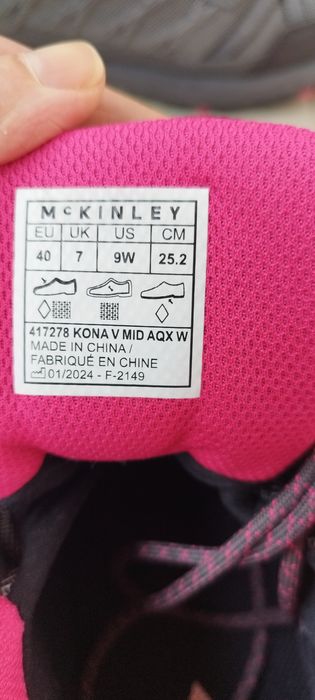 McKINLEY
EU UK US CM
40 7 9W 25.2
417278 KONA V MID AQX W
MADE IN CHINA /
FABRIQUÉ EN CHINE
01/2024 - F-2149